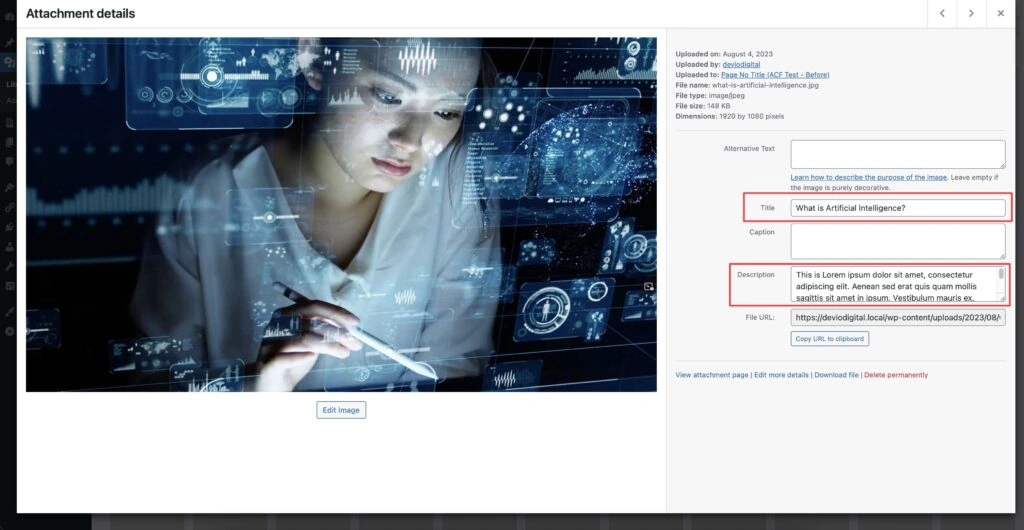 Attachment details
Uploaded on: August 4, 2023
Uploaded by: deviodigital
Uploaded to: Page No Title (ACF Test - Before)
File name: what-is-artificial-intelligence.jpg
File type: image/jpeg
File size: 148 KB
Dimensions: 1920 by 1080 pixels
Alternative Text
Learn how to describe the purpose of the image. Leave empty if
the image is purely decorative.
Title
What is Artificial Intelligence?
Caption
Description
This is Lorem ipsum dolor sit amet, consectetur
adipiscing elit. Aenean sed erat quis quam mollis
sagittis sit amet in ipsum. Vestibulum mauris ex,
File URL:
https://deviodigital.local/wp-content/uploads/2023/08/
Copy URL to clipboard
View attachment page | Edit more details | Download file | Delete permanently
Edit Image